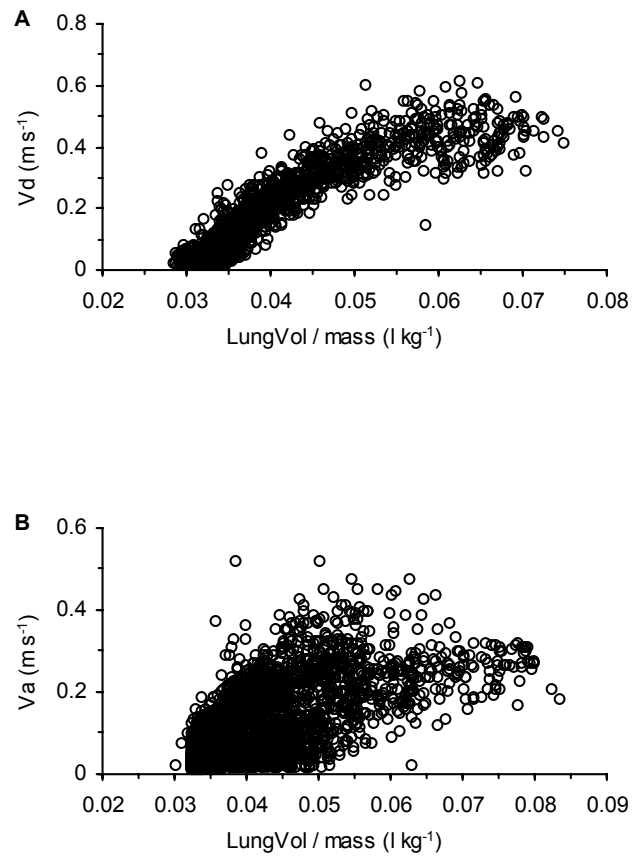 A
0.8
0.6
0.4
0.2
0
Vd (m s-1)
0.02 0.03 0.04 0.05 0.06 0.07 0.08
LungVol / mass (l kg-1)
B
0.6
0.4
0.2
0
Va (m s-1)
0.02 0.03 0.04 0.05 0.06 0.07 0.08 0.09
LungVol / mass (l kg-1)